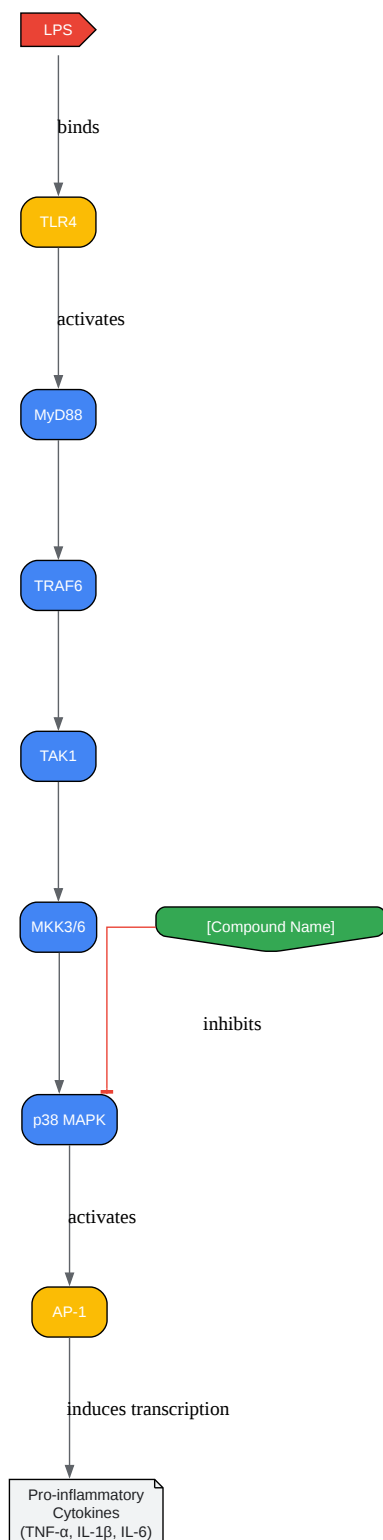 LPS
binds
TLR4
activates
MyD88
TRAF6
TAK1
MKK3/6
[Compound Name]
inhibits
p38 MAPK
activates
AP-1
induces transcription
Pro-inflammatory
Cytokines
(TNF-α, IL-1β, IL-6)